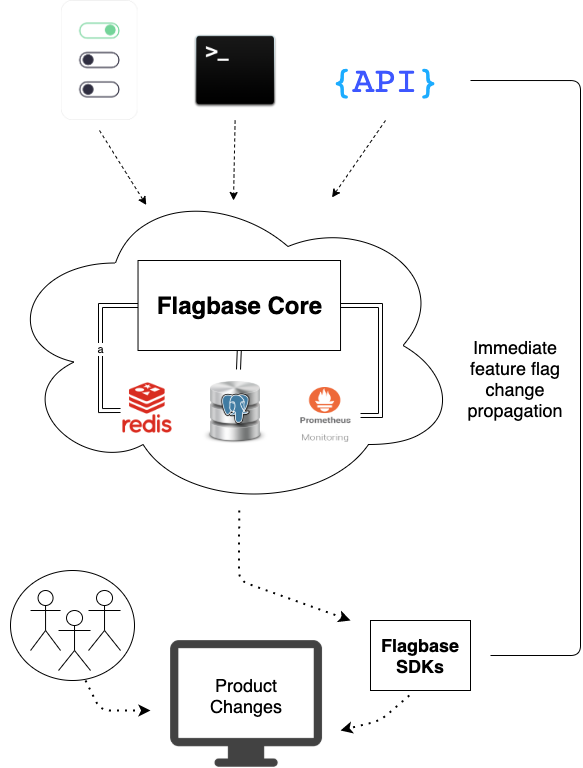 >_
{API}
Flagbase Core
a
redis
Prometheus
Monitoring
Immediate
feature flag
change
propagation
Flagbase
SDKs
Product
Changes